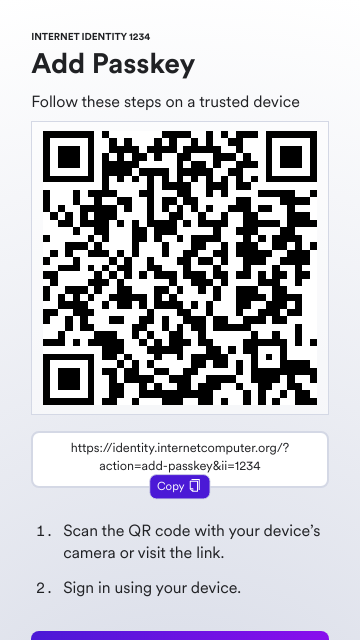 INTERNET IDENTITY 1234
Add Passkey
Follow these steps on a trusted device
https://identity.internetcomputer.org/?
action=add-passkey&ii=1234
Copy
1. Scan the QR code with your device’s
camera or visit the link.
2. Sign in using your device.